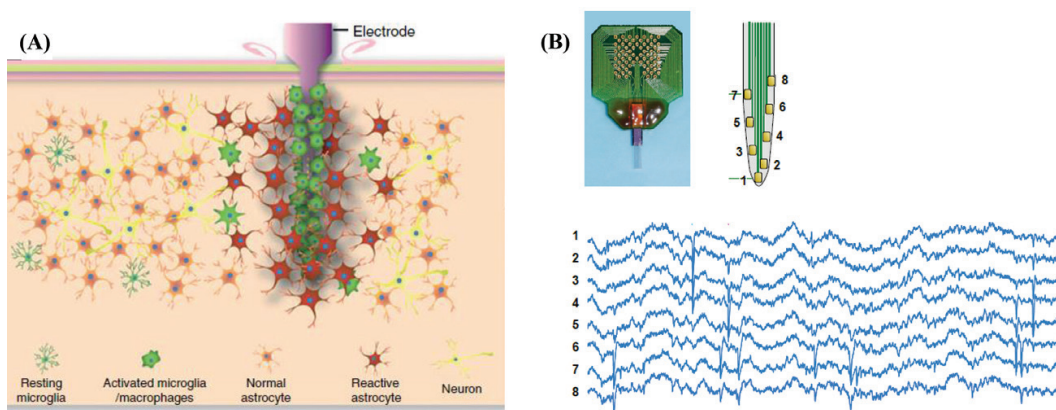 (A)
Electrode
Resting
microglia
Activated microglia
/macrophages
Normal
astrocyte
Reactive
astrocyte
Neuron
(B)
8
7
6
5
4
3
2
1
1
2
3
4
5
6
7
8